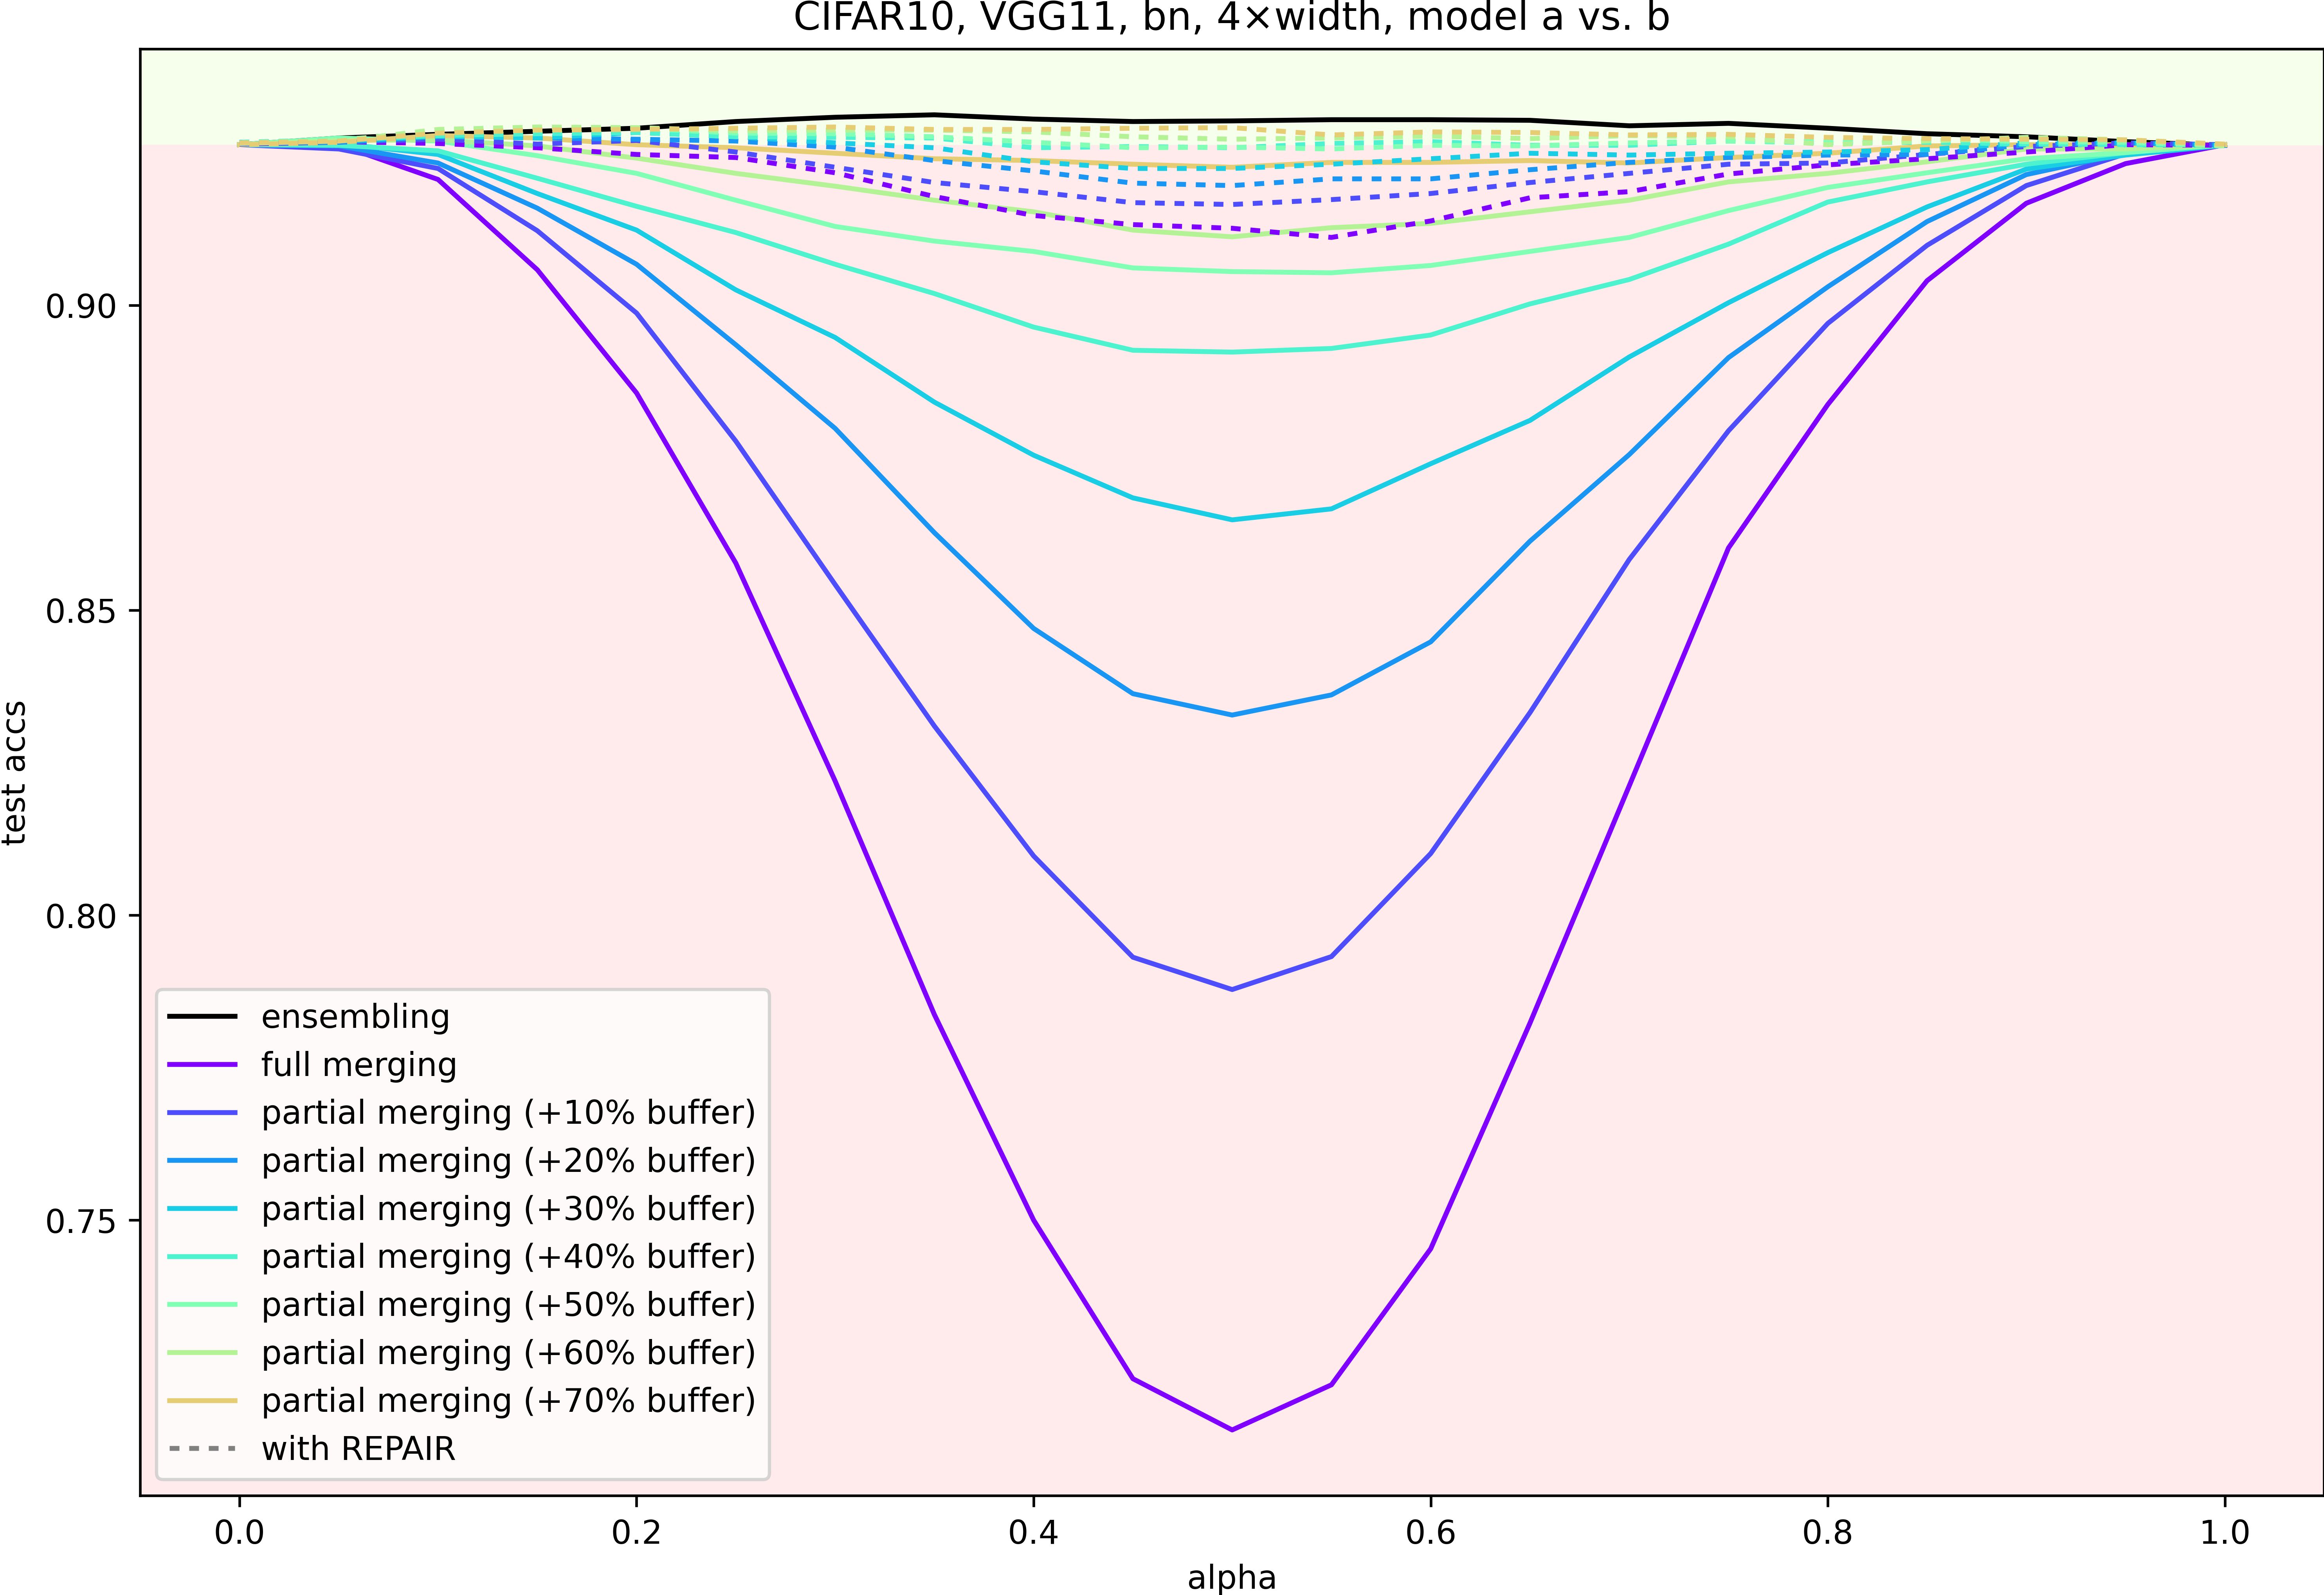 CIFAR10, VGG11, bn, 4×width, model a vs. b
test accs
0.90
0.85
0.80
0.75
ensembling
full merging
partial merging (+10% buffer)
partial merging (+20% buffer)
partial merging (+30% buffer)
partial merging (+40% buffer)
partial merging (+50% buffer)
partial merging (+60% buffer)
partial merging (+70% buffer)
with REPAIR
0.0 0.2 0.4 0.6 0.8 1.0
alpha